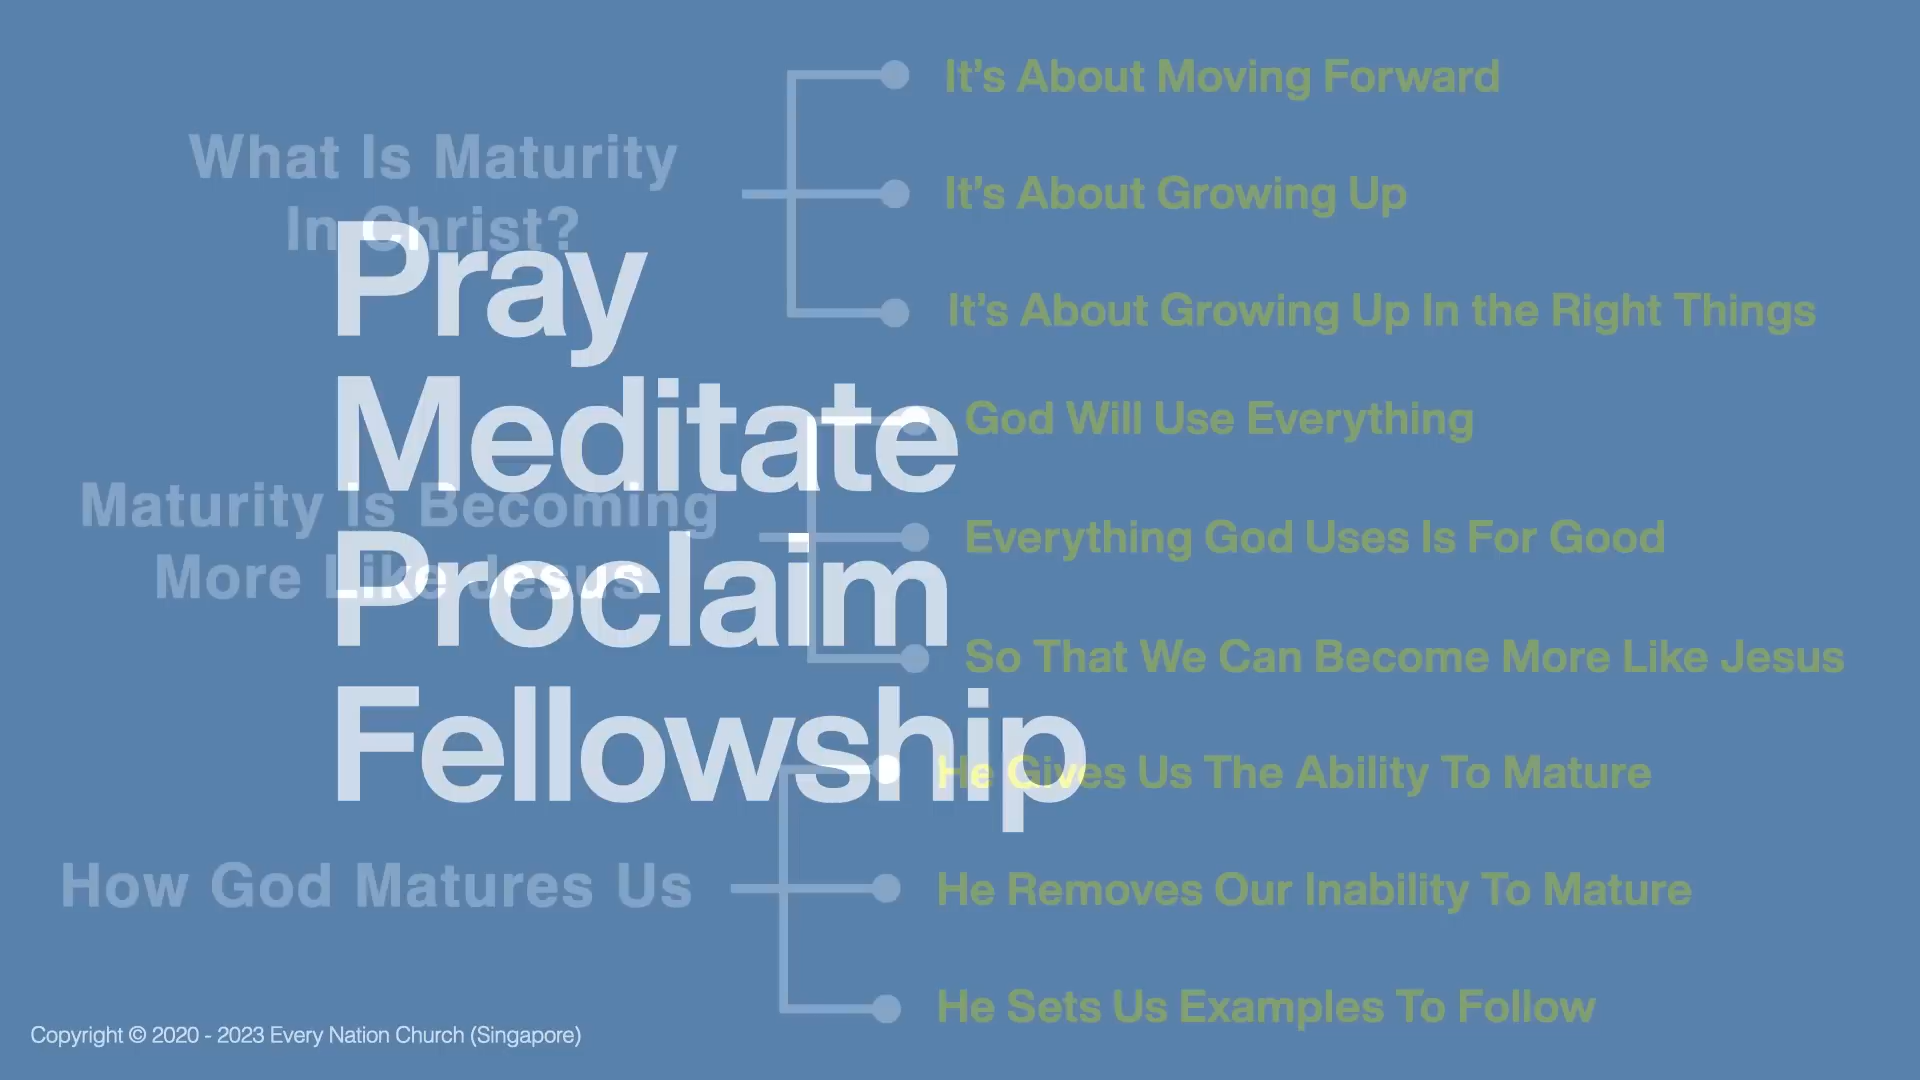 What Is Maturity
In Christ?
It's About Moving Forward
It's About Growing Up
It's About Growing Up In the Right Things
Maturity Is Becoming
More Like Jesus
God Will Use Everything
Everything God Uses Is For Good
So That We Can Become More Like Jesus
How God Matures Us
He Gives Us The Ability To Mature
He Removes Our Inability To Mature
He Sets Us Examples To Follow
Pray
Meditate
Proclaim
Fellowship
Copyright © 2020 - 2023 Every Nation Church (Singapore)